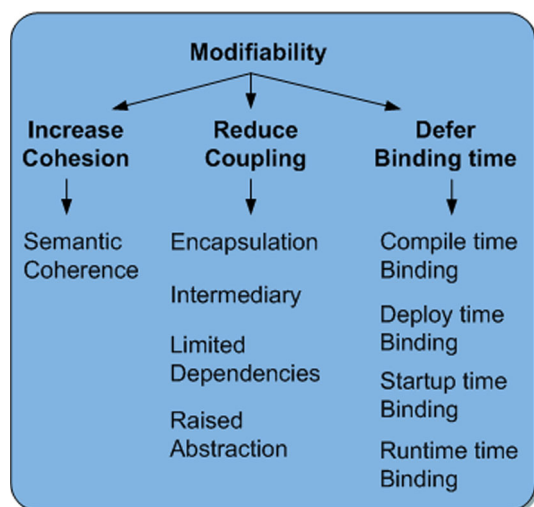 Modifiability
Increase
Cohesion
Reduce
Coupling
Defer
Binding time
Semantic
Coherence
Encapsulation
Intermediary
Limited
Dependencies
Raised
Abstraction
Compile time
Binding
Deploy time
Binding
Startup time
Binding
Runtime time
Binding